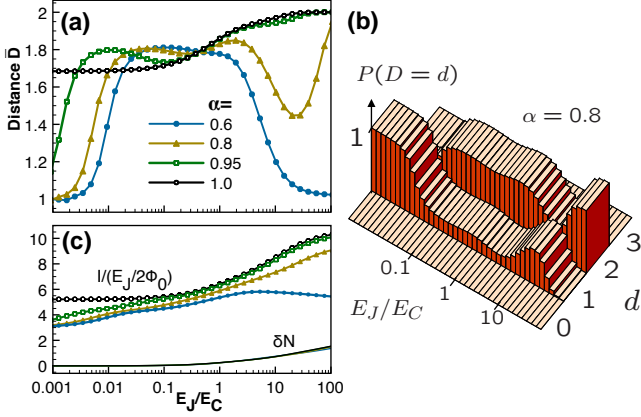 (a)
Distance D̄
2
1.8
1.6
1.4
1.2
1
α=
0.6
0.8
0.95
1.0
(b)
P(D = d)
α = 0.8
1
0.1
1
10
E_J/E_C
0
1
2
3
d
(c)
10
8
6
4
2
0
I/(E_J/2Φ₀)
δN
0.001
0.01
0.1
1
10
100
E_J/E_C